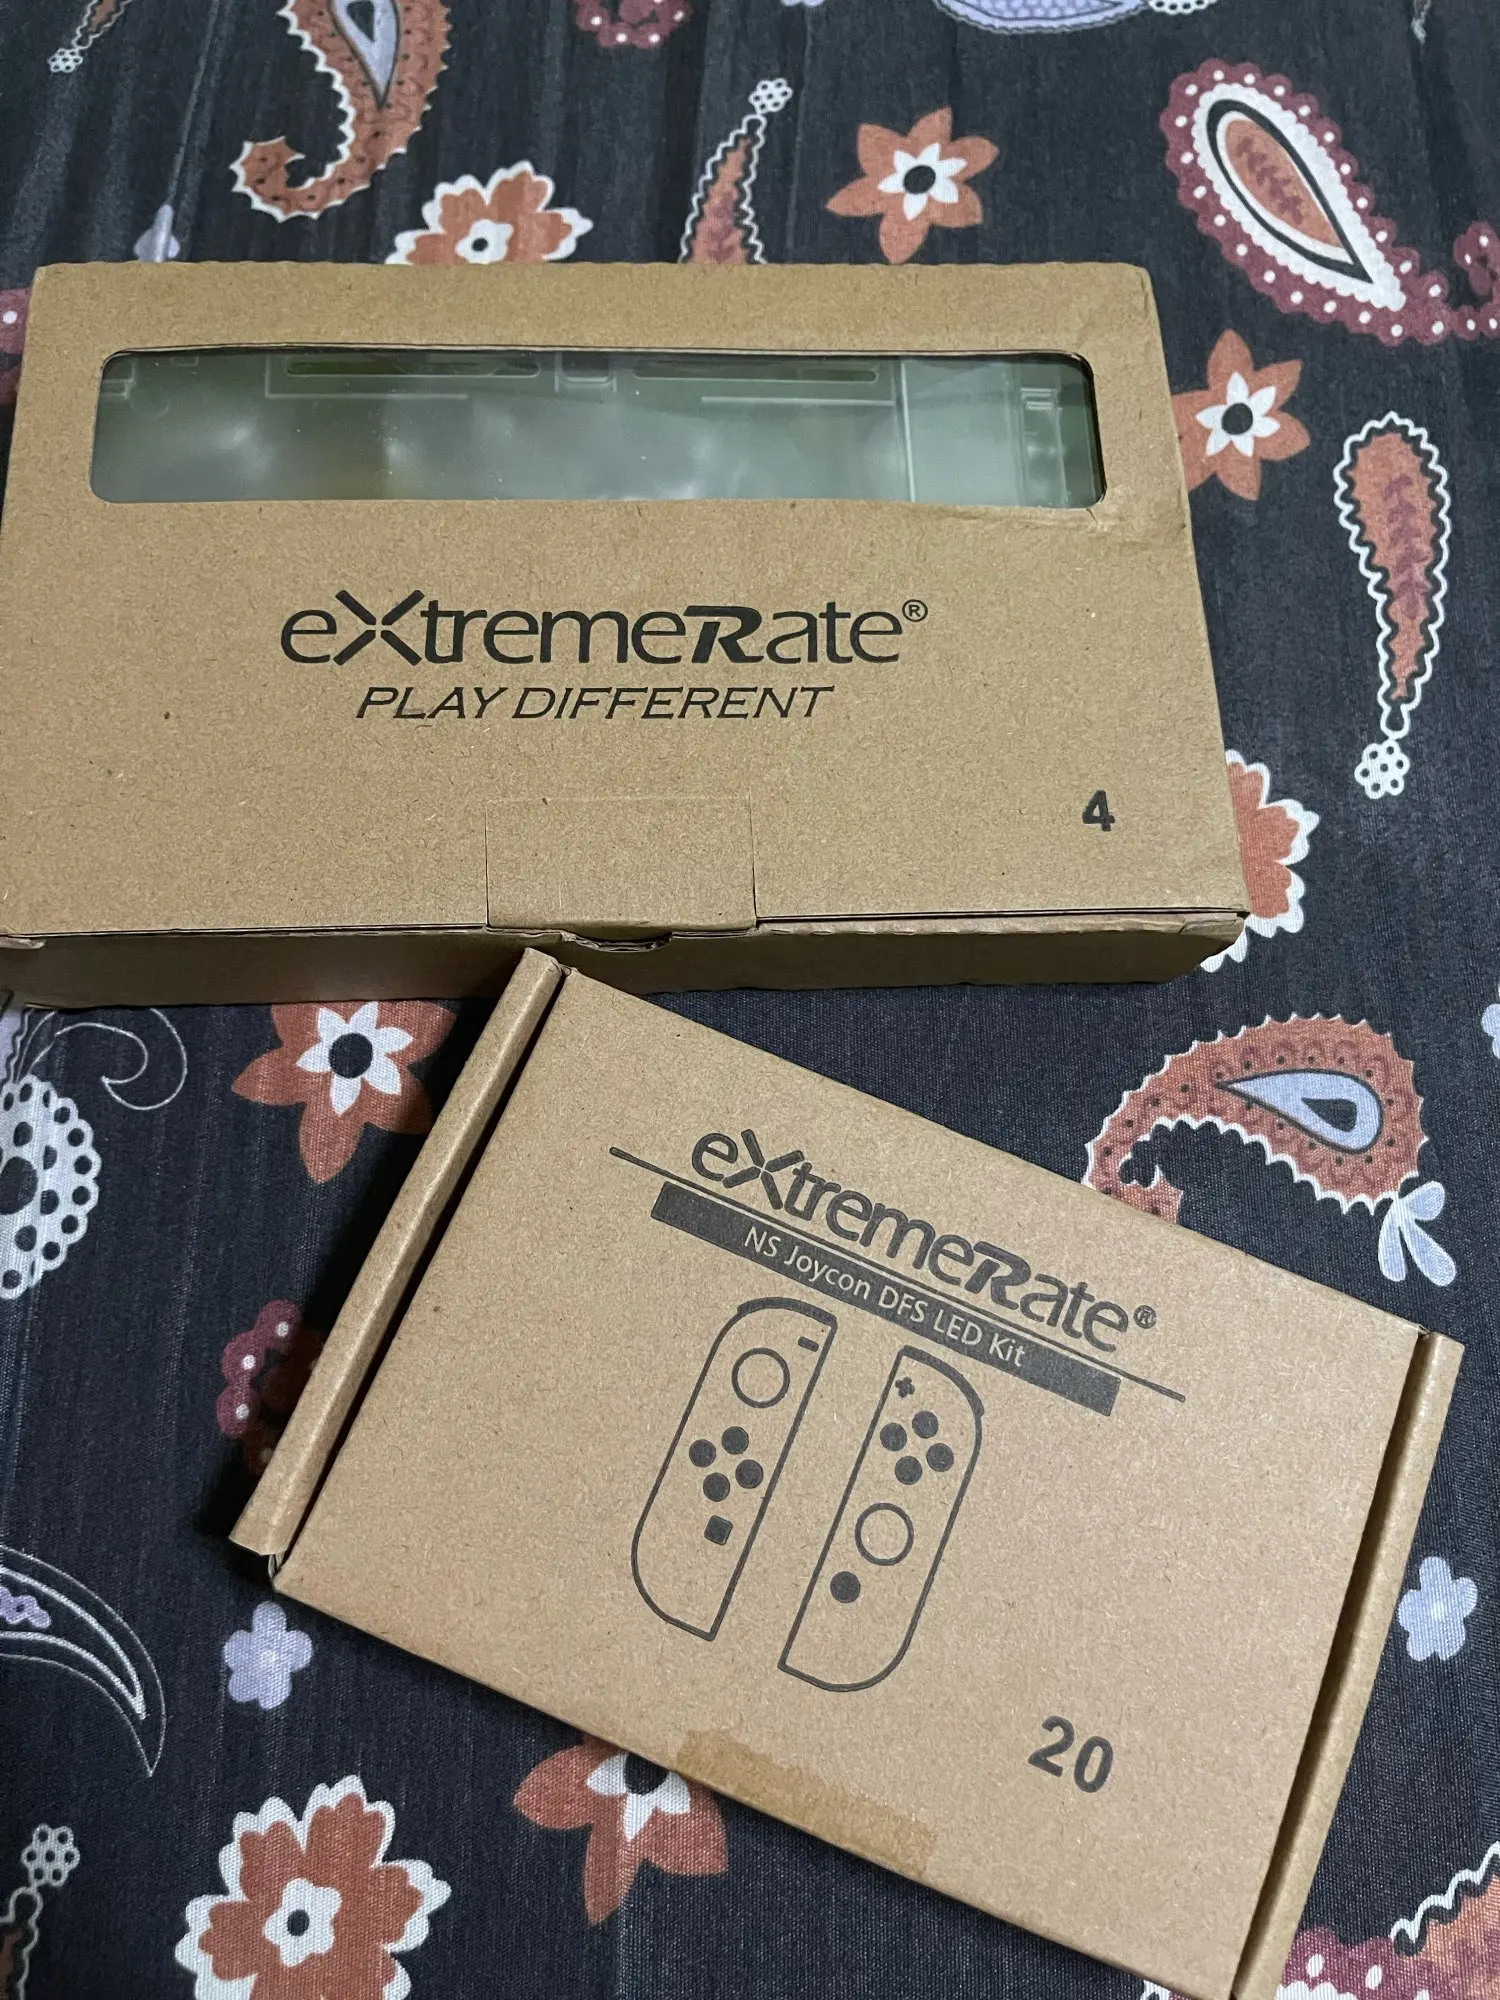 eXtremeRate®
PLAY DIFFERENT
4
eXtremeRate®
NS Joycon DFS LED Kit
20